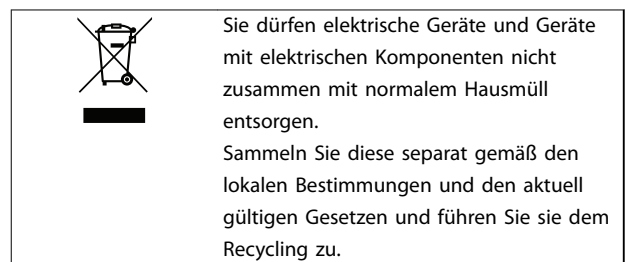 Sie dürfen elektrische Geräte und Geräte
mit elektrischen Komponenten nicht
zusammen mit normalem Hausmüll
entsorgen.
Sammeln Sie diese separat gemäß den
lokalen Bestimmungen und den aktuell
gültigen Gesetzen und führen Sie sie dem
Recycling zu.